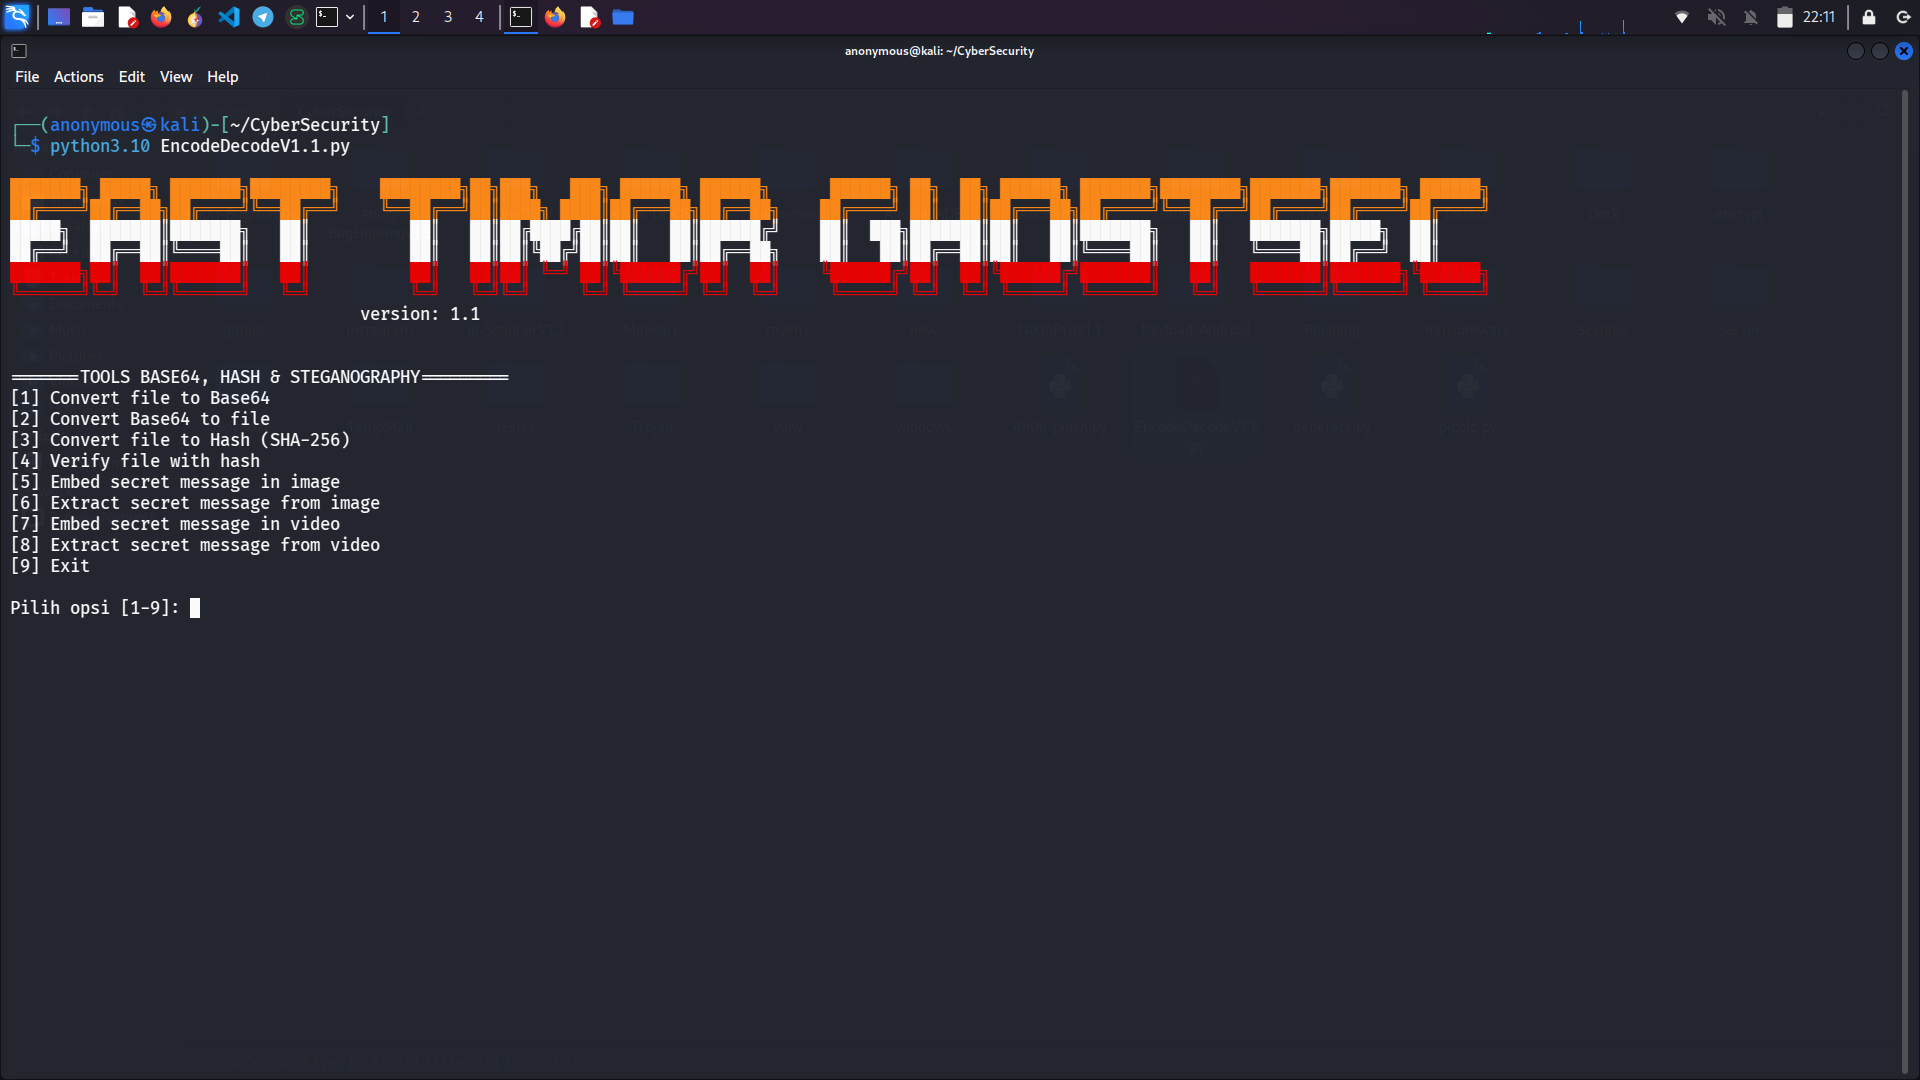 1 2 3 4
22:11
anonymous@kali: ~/CyberSecurity
File Actions Edit View Help
┌──(anonymous㉿kali)-[~/CyberSecurity]
└─$ python3.10 EncodeDecodeV1.1.py
EAST TIMOR GHOSTSEC
version: 1.1
═══════TOOLS BASE64, HASH & STEGANOGRAPHY═════════
[1] Convert file to Base64
[2] Convert Base64 to file
[3] Convert file to Hash (SHA-256)
[4] Verify file with hash
[5] Embed secret message in image
[6] Extract secret message from image
[7] Embed secret message in video
[8] Extract secret message from video
[9] Exit
Pilih opsi [1-9]: